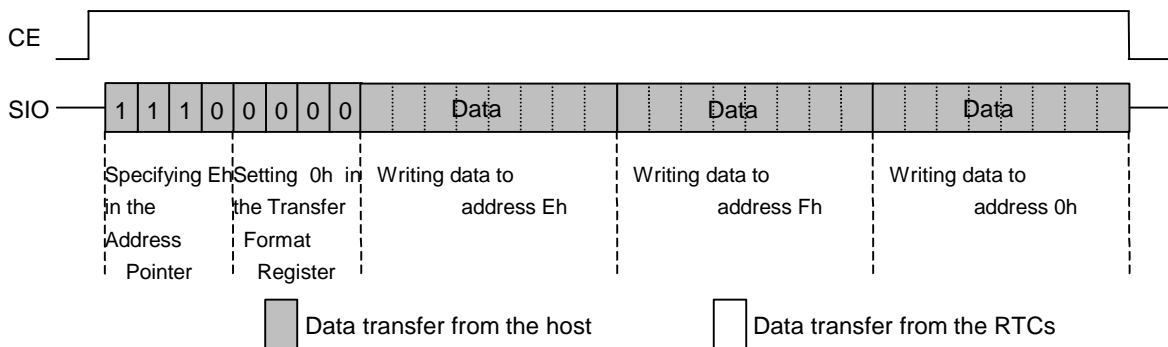 CE
SIO
1 1 1 0 0 0 0 0 Data Data Data
Specifying Eh Setting 0h in Writing data to Writing data to Writing data to
in the the Transfer address Eh address Fh address 0h
Address Format
Pointer Register
Data transfer from the host Data transfer from the RTCs